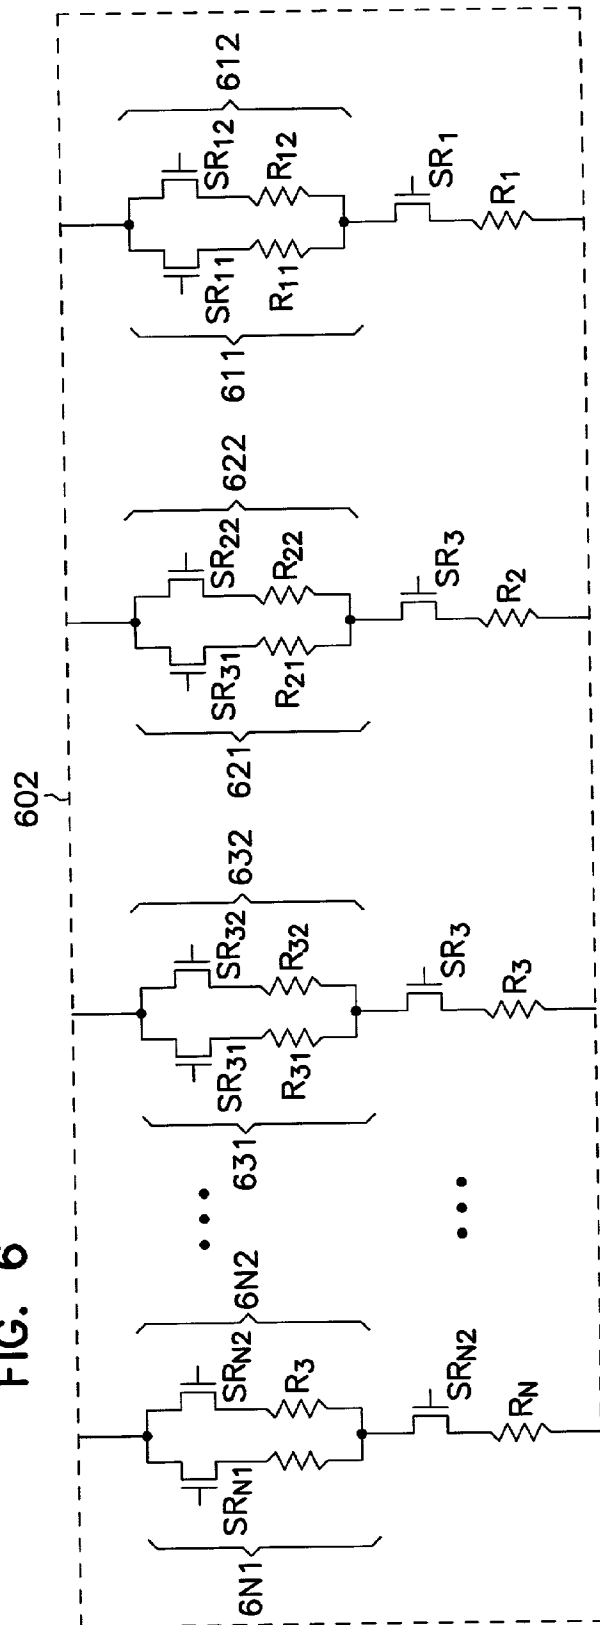 FIG. 6
602
6N1
6N2
631
632
621
622
611
612
SRN1
SRN2
SR31
SR32
SR31
SR22
SR11
SR12
R3
R31
R32
R21
R22
R11
R12
SRN2
SR3
SR3
SR1
RN
R3
R2
R1